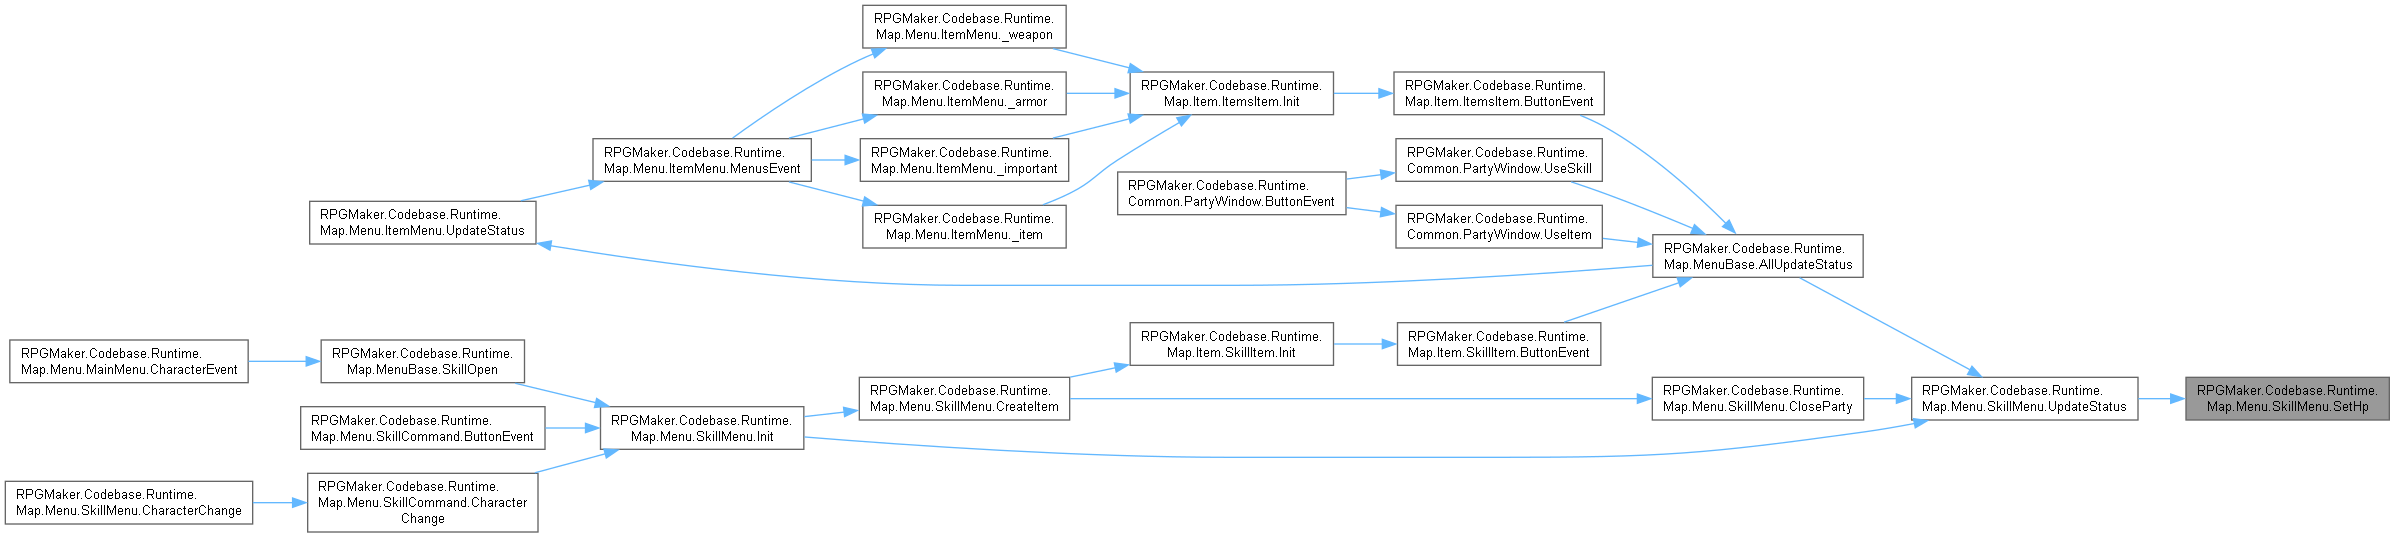 RPGMaker.Codebase.Runtime.
Map.Menu.ItemMenu._weapon
RPGMaker.Codebase.Runtime.
Map.Menu.ItemMenu._armor
RPGMaker.Codebase.Runtime.
Map.Item.ItemsItem.Init
RPGMaker.Codebase.Runtime.
Map.Item.ItemsItem.ButtonEvent
RPGMaker.Codebase.Runtime.
Map.Menu.ItemMenu.MenusEvent
RPGMaker.Codebase.Runtime.
Map.Menu.ItemMenu._important
RPGMaker.Codebase.Runtime.
Common.PartyWindow.UseSkill
RPGMaker.Codebase.Runtime.
Common.PartyWindow.ButtonEvent
RPGMaker.Codebase.Runtime.
Map.Menu.ItemMenu.UpdateStatus
RPGMaker.Codebase.Runtime.
Map.Menu.ItemMenu._item
RPGMaker.Codebase.Runtime.
Common.PartyWindow.UseItem
RPGMaker.Codebase.Runtime.
Map.MenuBase.AllUpdateStatus
RPGMaker.Codebase.Runtime.
Map.Item.SkillItem.Init
RPGMaker.Codebase.Runtime.
Map.Item.SkillItem.ButtonEvent
RPGMaker.Codebase.Runtime.
Map.Menu.MainMenu.CharacterEvent
RPGMaker.Codebase.Runtime.
Map.MenuBase.SkillOpen
RPGMaker.Codebase.Runtime.
Map.Menu.SkillMenu.CreateItem
RPGMaker.Codebase.Runtime.
Map.Menu.SkillMenu.CloseParty
RPGMaker.Codebase.Runtime.
Map.Menu.SkillMenu.UpdateStatus
RPGMaker.Codebase.Runtime.
Map.Menu.SkillMenu.SetHp
RPGMaker.Codebase.Runtime.
Map.Menu.SkillCommand.ButtonEvent
RPGMaker.Codebase.Runtime.
Map.Menu.SkillMenu.Init
RPGMaker.Codebase.Runtime.
Map.Menu.SkillMenu.CharacterChange
RPGMaker.Codebase.Runtime.
Map.Menu.SkillCommand.Character
Change